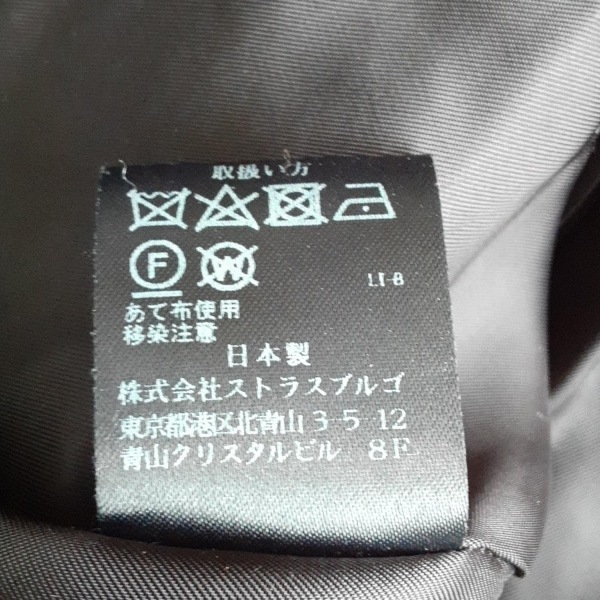 取扱い方
F W
LI-8
あて布使用
移染注意
日本製
株式会社ストラスブルゴ
東京都港区北青山3-5-12
青山クリスタルビル 8F